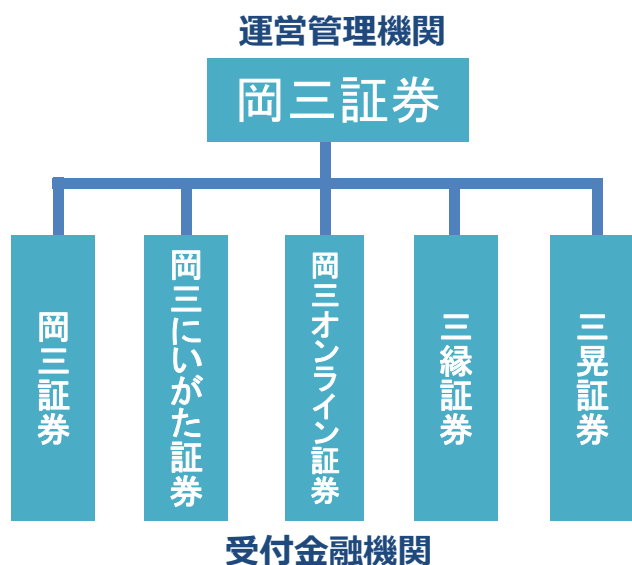 運営管理機関
岡三証券
岡三証券
岡三にいがた証券
岡三オンライン証券
三縁証券
三晃証券
受付金融機関